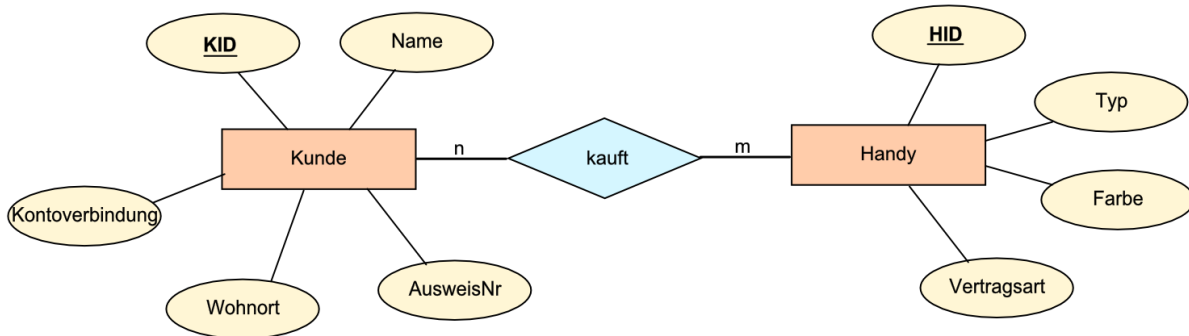 KID
Name
HID
Typ
Kunde
n
kauft
m
Handy
Kontoverbindung
Farbe
Wohnort
AusweisNr
Vertragsart